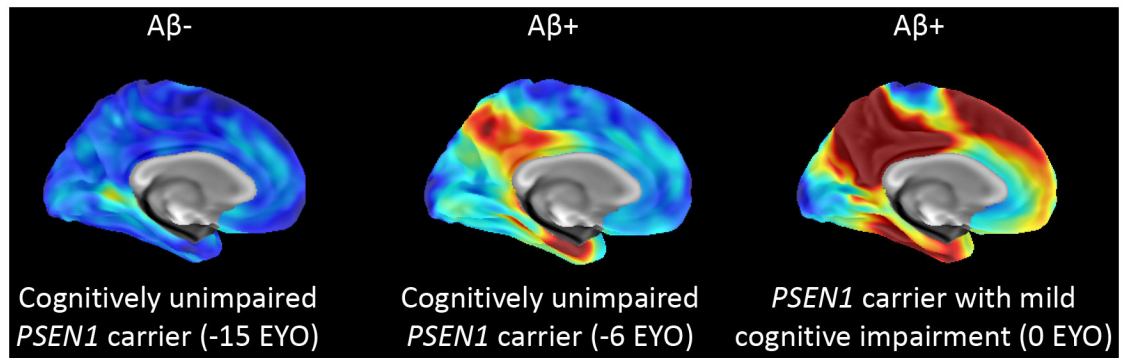 Aβ-
Aβ+
Aβ+
Cognitively unimpaired
PSEN1 carrier (-15 EYO)
Cognitively unimpaired
PSEN1 carrier (-6 EYO)
PSEN1 carrier with mild
cognitive impairment (0 EYO)